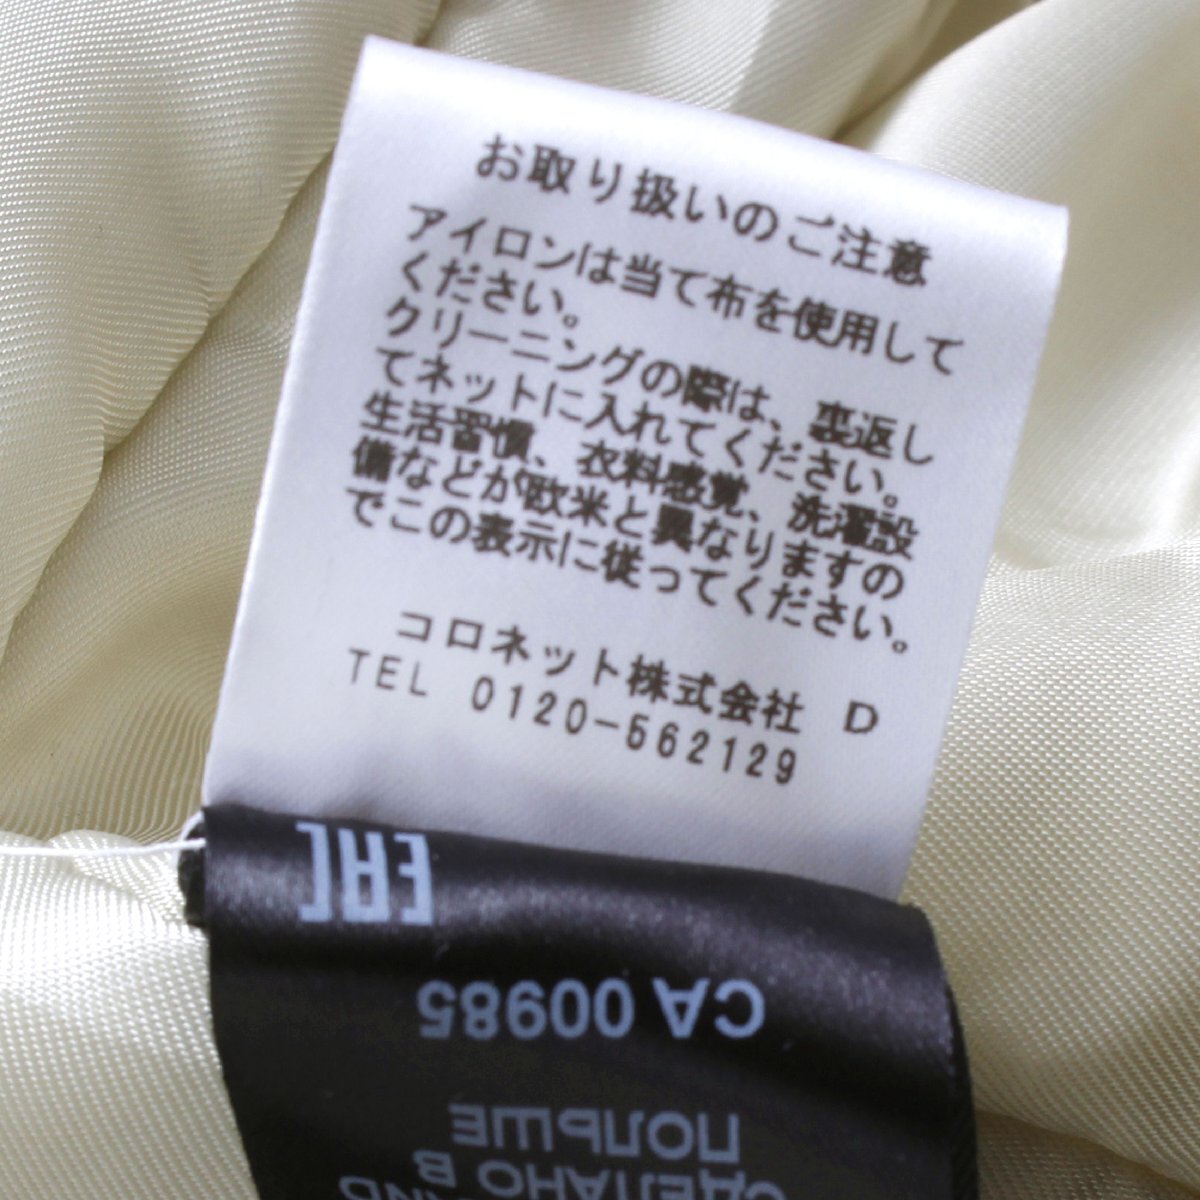 お取り扱いのご注意
アイロンは当て布を使用して
ください。
クリーニングの際は、裏返し
てネットに入れてください。
生活習慣、衣料感覚、洗濯設
備などが欧米と異なりますの
でこの表示に従ってください。
コロネット株式会社 D
TEL 0120-562129
EAC
CA 00985
ПОЛЬШЕ
СДЕЛАНО В